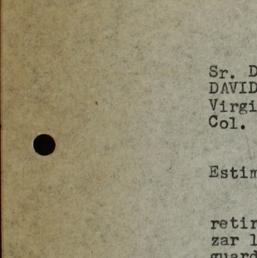 Sr. D
DAVID
Virgi
Col.
Estim
retir
zar l
guard